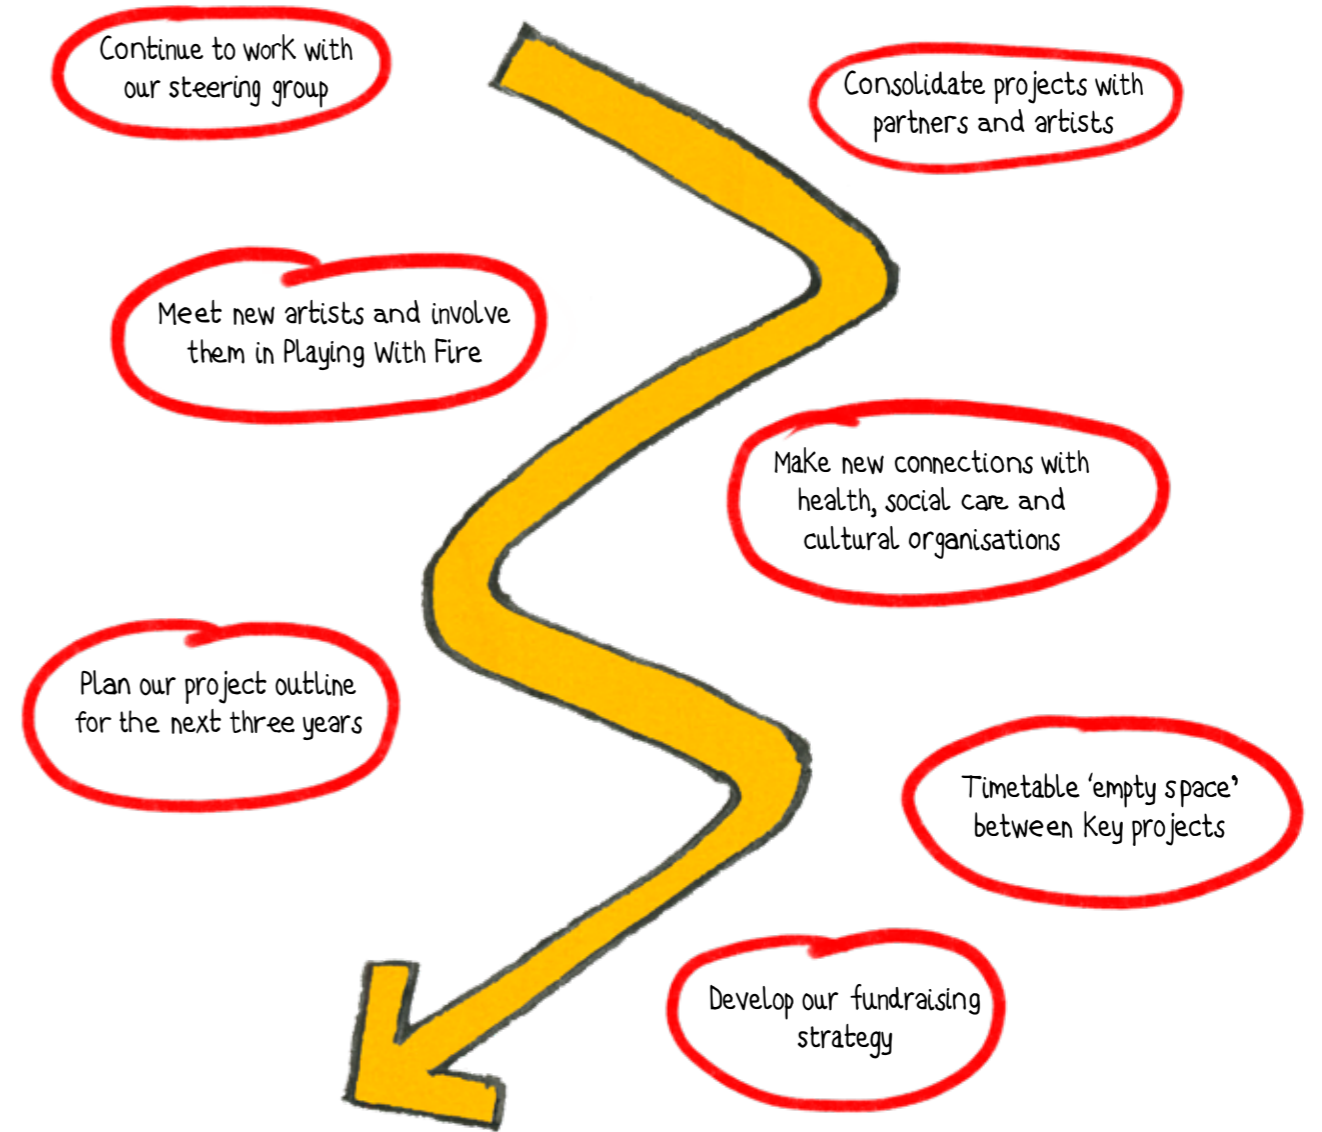 Continue to work with
our steering group
Consolidate projects with
partners and artists
Meet new artists and involve
them in Playing With Fire
Make new connections with
health, social care and
cultural organisations
Plan our project outline
for the next three years
Timetable ‘empty space’
between key projects
Develop our fundraising
strategy